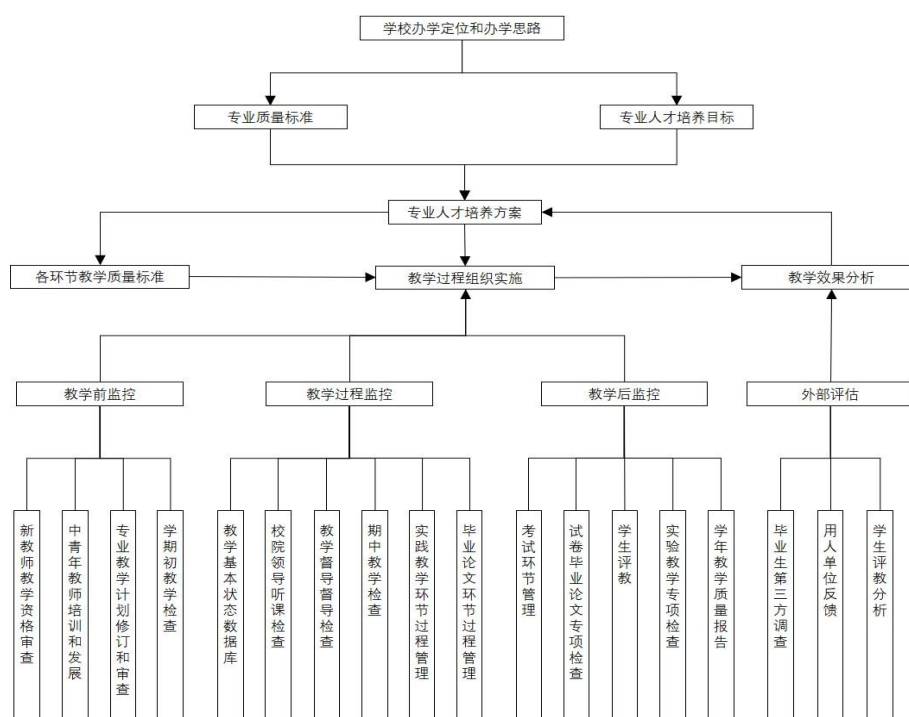 学校办学定位和办学思路
专业质量标准
专业人才培养目标
专业人才培养方案
各环节教学质量标准
教学过程组织实施
教学效果分析
教学前监控
教学过程监控
教学后监控
外部评估
新教师教学资格审查
中青年教师培训和发展
专业教学计划修订和审查
学期初教学检查
教学基本状态数据库
校院领导听课检查
教学督导督导检查
期中教学检查
实践教学环节过程管理
毕业论文环节过程管理
考试环节管理
试卷毕业论文专项检查
学生评教
实验教学专项检查
学年教学质量报告
毕业生第三方调查
用人单位反馈
学生评教分析